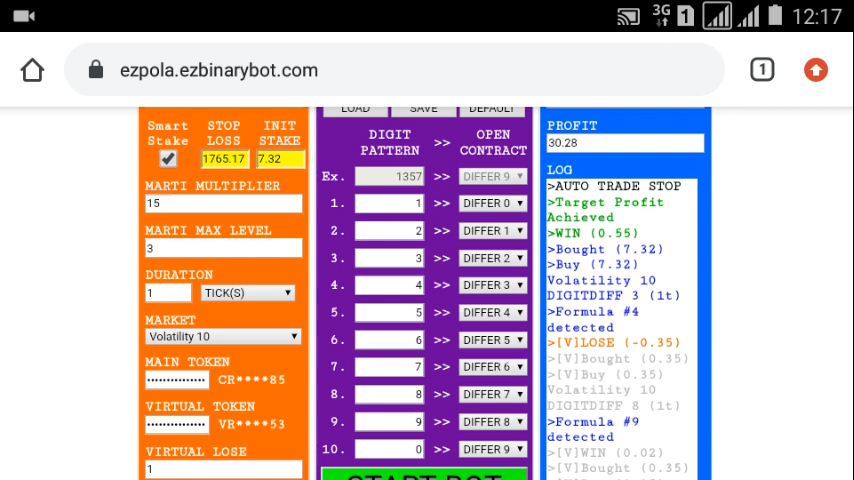 3G 1 12:17
ezpola.ezbinarybot.com 1
LOAD SAVE DEFAULT
Smart Stake
STOP LOSS
1765.17
INIT STAKE
7.32
MARTI MULTIPLIER
15
MARTI MAX LEVEL
3
DURATION
1 TICK(S)
MARKET
Volatility 10
MAIN TOKEN
CR****85
VIRTUAL TOKEN
VR****53
VIRTUAL LOSE
1
DIGIT PATTERN >> OPEN CONTRACT
Ex. 1357 >> DIFFER 9
1. 1 >> DIFFER 0
2. 2 >> DIFFER 1
3. 3 >> DIFFER 2
4. 4 >> DIFFER 3
5. 5 >> DIFFER 4
6. 6 >> DIFFER 5
7. 7 >> DIFFER 6
8. 8 >> DIFFER 7
9. 9 >> DIFFER 8
10. 0 >> DIFFER 9
START BOT
PROFIT
30.28
LOG
>AUTO TRADE STOP
>Target Profit
Achieved
>WIN (0.55)
>Bought (7.32)
>Buy (7.32)
Volatility 10
DIGITDIFF 3 (1t)
>Formula #4
detected
>[V]LOSE (-0.35)
>[V]Bought (0.35)
>[V]Buy (0.35)
Volatility 10
DIGITDIFF 8 (1t)
>Formula #9
detected
>[V]WIN (0.02)
>[V]Bought (0.35)